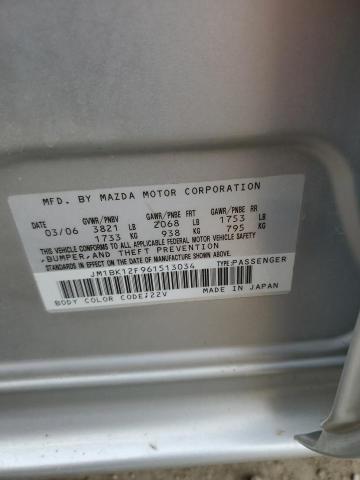 MFD. BY MAZDA MOTOR CORPORATION
GVWR/PNBV GAWR/PNBE FR GAWR/PNBE RR
03/06 3821 LB 2068 LB 1753 LB
1733 KG 938 KG 795 KG
THIS VEHICLE CONFORMS TO ALL APPLICABLE FEDERAL MOTOR VEHICLE SAFETY
,BUMPER,AND THEFT PREVENTION
STANDARDS IN EFFECT ON THE DATE OF MANUFACTURE SHOWN ABOVE.
JM1BK12F961513034 TYPE:PASSENGER
BODY COLOR CODE:22V MADE IN JAPAN